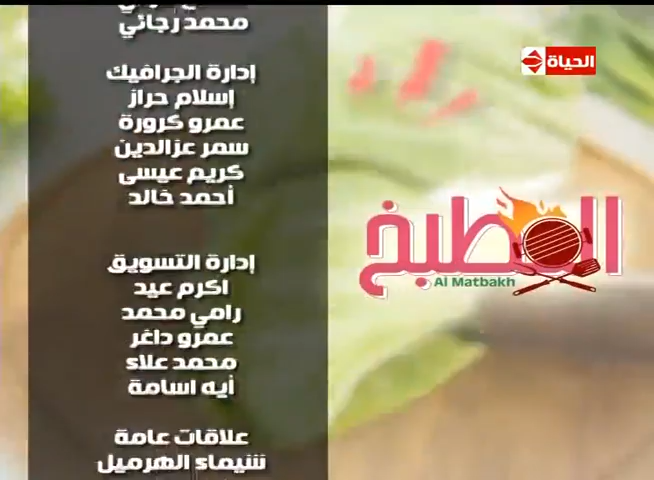 محمد رجائي
إدارة الجرافيك
إسلام حراز
عمرو كرورة
سمر عزالدين
كريم عيسى
أحمد خالد
إدارة التسويق
اكرم عيد
رامي محمد
عمرو داغر
محمد علاء
أيه اسامة
علاقات عامة
شيماء الهرميل
الحياة
المطبخ
Al Matbakh